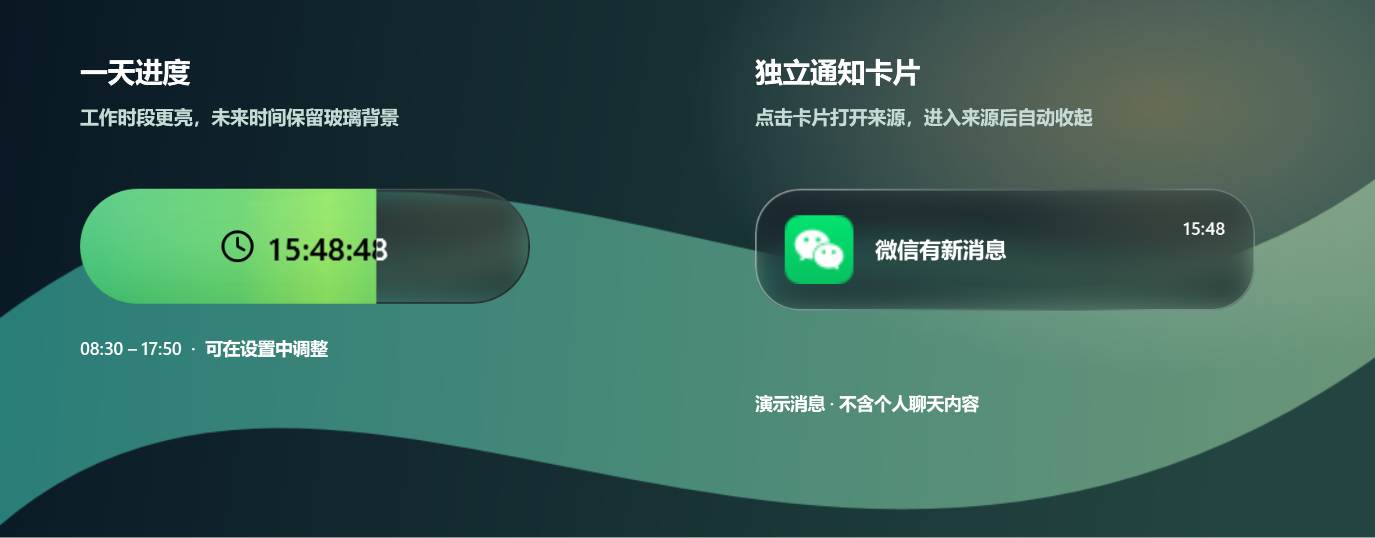 一天进度
工作时段更亮，未来时间保留玻璃背景
15:48:48
08:30 – 17:50 · 可在设置中调整
独立通知卡片
点击卡片打开来源，进入来源后自动收起
微信有新消息
15:48
演示消息 · 不含个人聊天内容